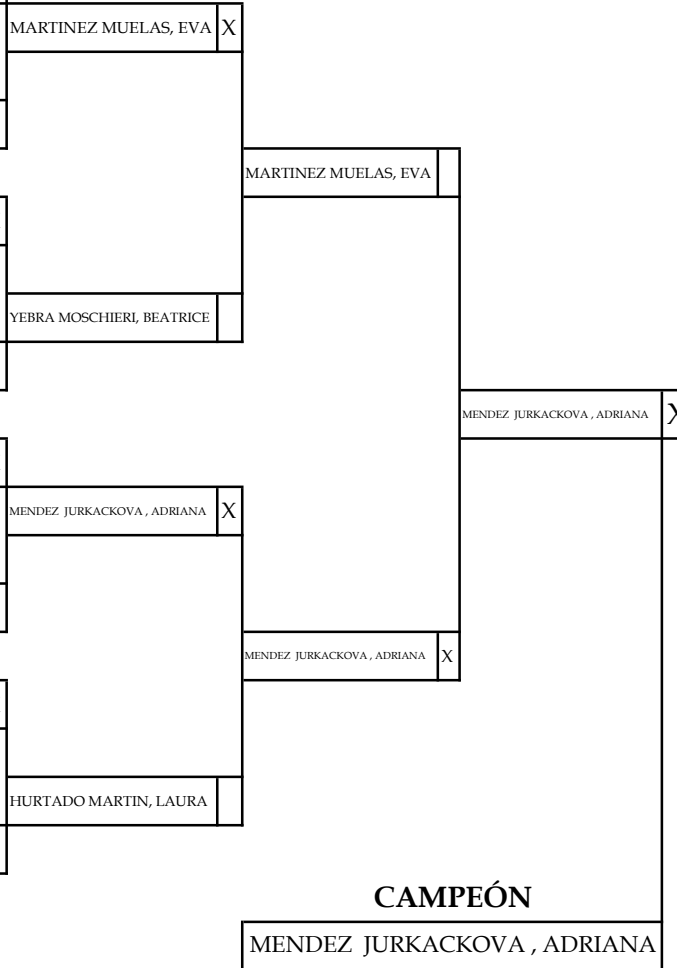 MARTINEZ MUELAS, EVA X
MARTINEZ MUELAS, EVA
YEBRA MOSCHIERI, BEATRICE
MENDEZ JURKACKOVA , ADRIANA X
MENDEZ JURKACKOVA , ADRIANA X
MENDEZ JURKACKOVA , ADRIANA X
HURTADO MARTIN, LAURA
CAMPEÓN
MENDEZ JURKACKOVA , ADRIANA